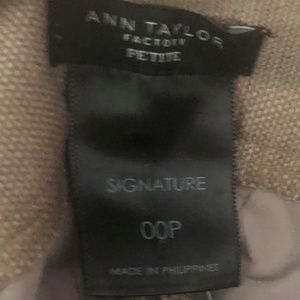 ANN TAYLOR
FACTORY
PETITE
SIGNATURE
00P
MADE IN PHILIPPINES